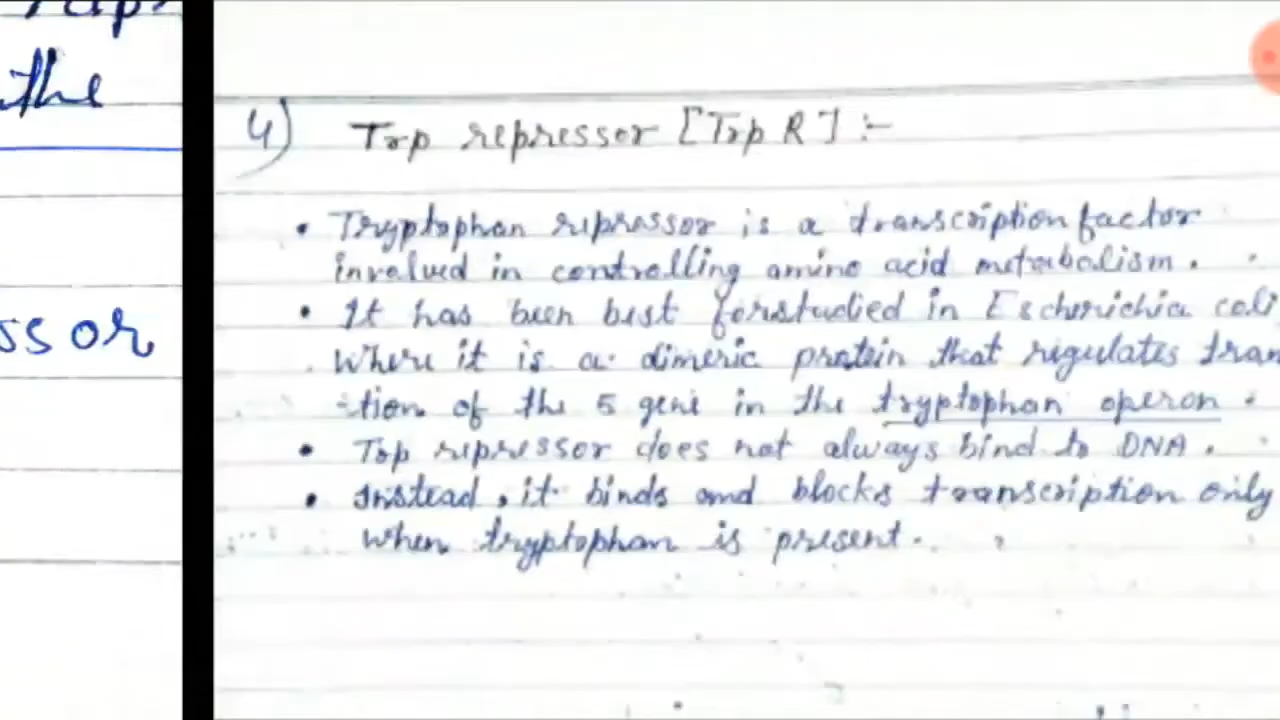 the
ssor
4) Trp repressor [Trp R] :-
• Tryptophan repressor is a transcription factor
involved in controlling amino acid metabolism.
• It has been best forstudied in Escherichia coli
Where it is a dimeric protein that regulates tran
-tion of the 5 gene in the tryptophan operon.
• Trp repressor does not always bind to DNA.
• Instead, it binds and blocks transcription only
when tryptophan is present.